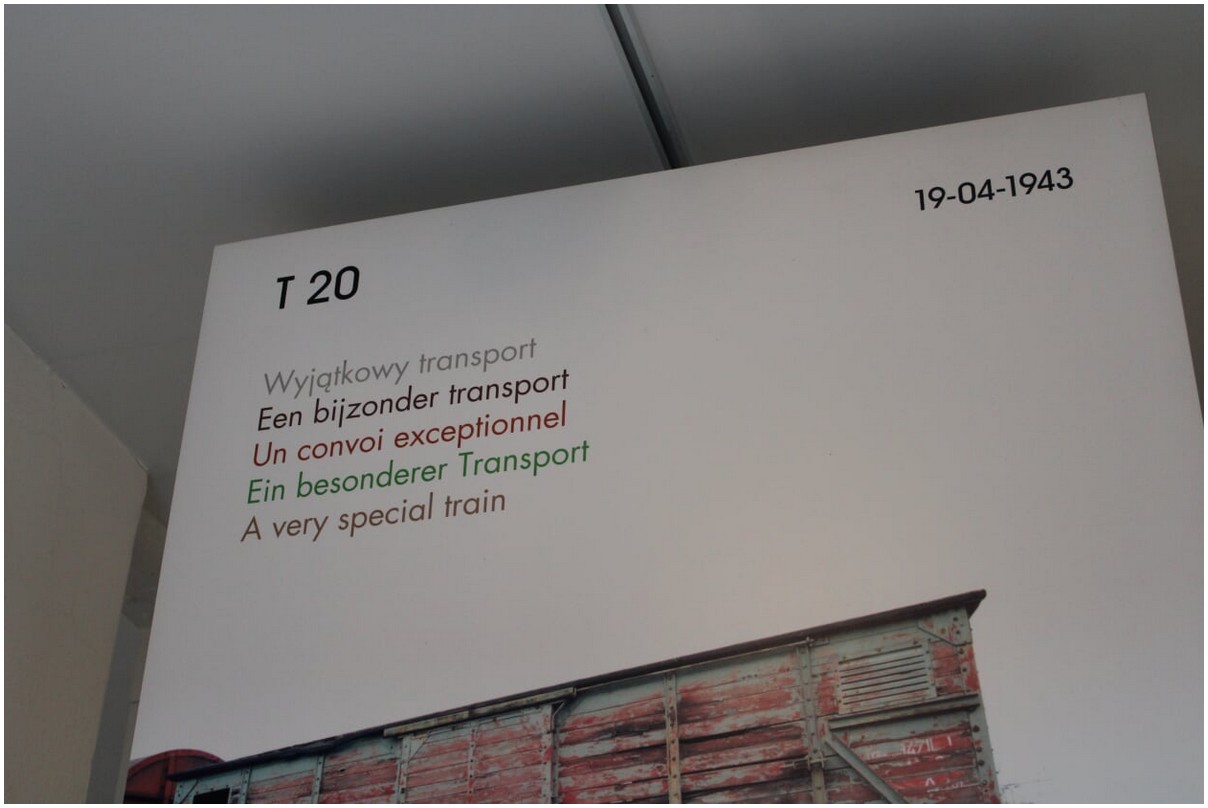 19-04-1943
T 20
Wyjątkowy transport
Een bijzonder transport
Un convoi exceptionnel
Ein besonderer Transport
A very special train